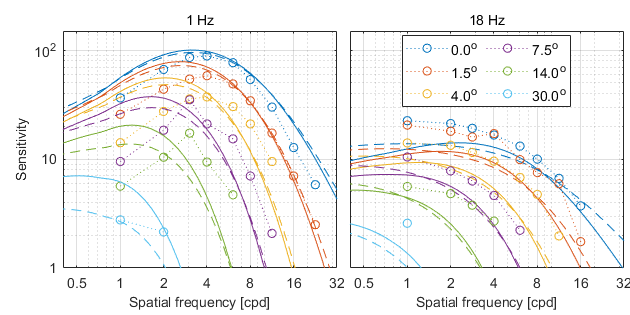 1 Hz
18 Hz
10²
10
1
Sensitivity
0.5 1 2 4 8 16 32
Spatial frequency [cpd]
0.5 1 2 4 8 16 32
Spatial frequency [cpd]
0.0° 7.5°
1.5° 14.0°
4.0° 30.0°